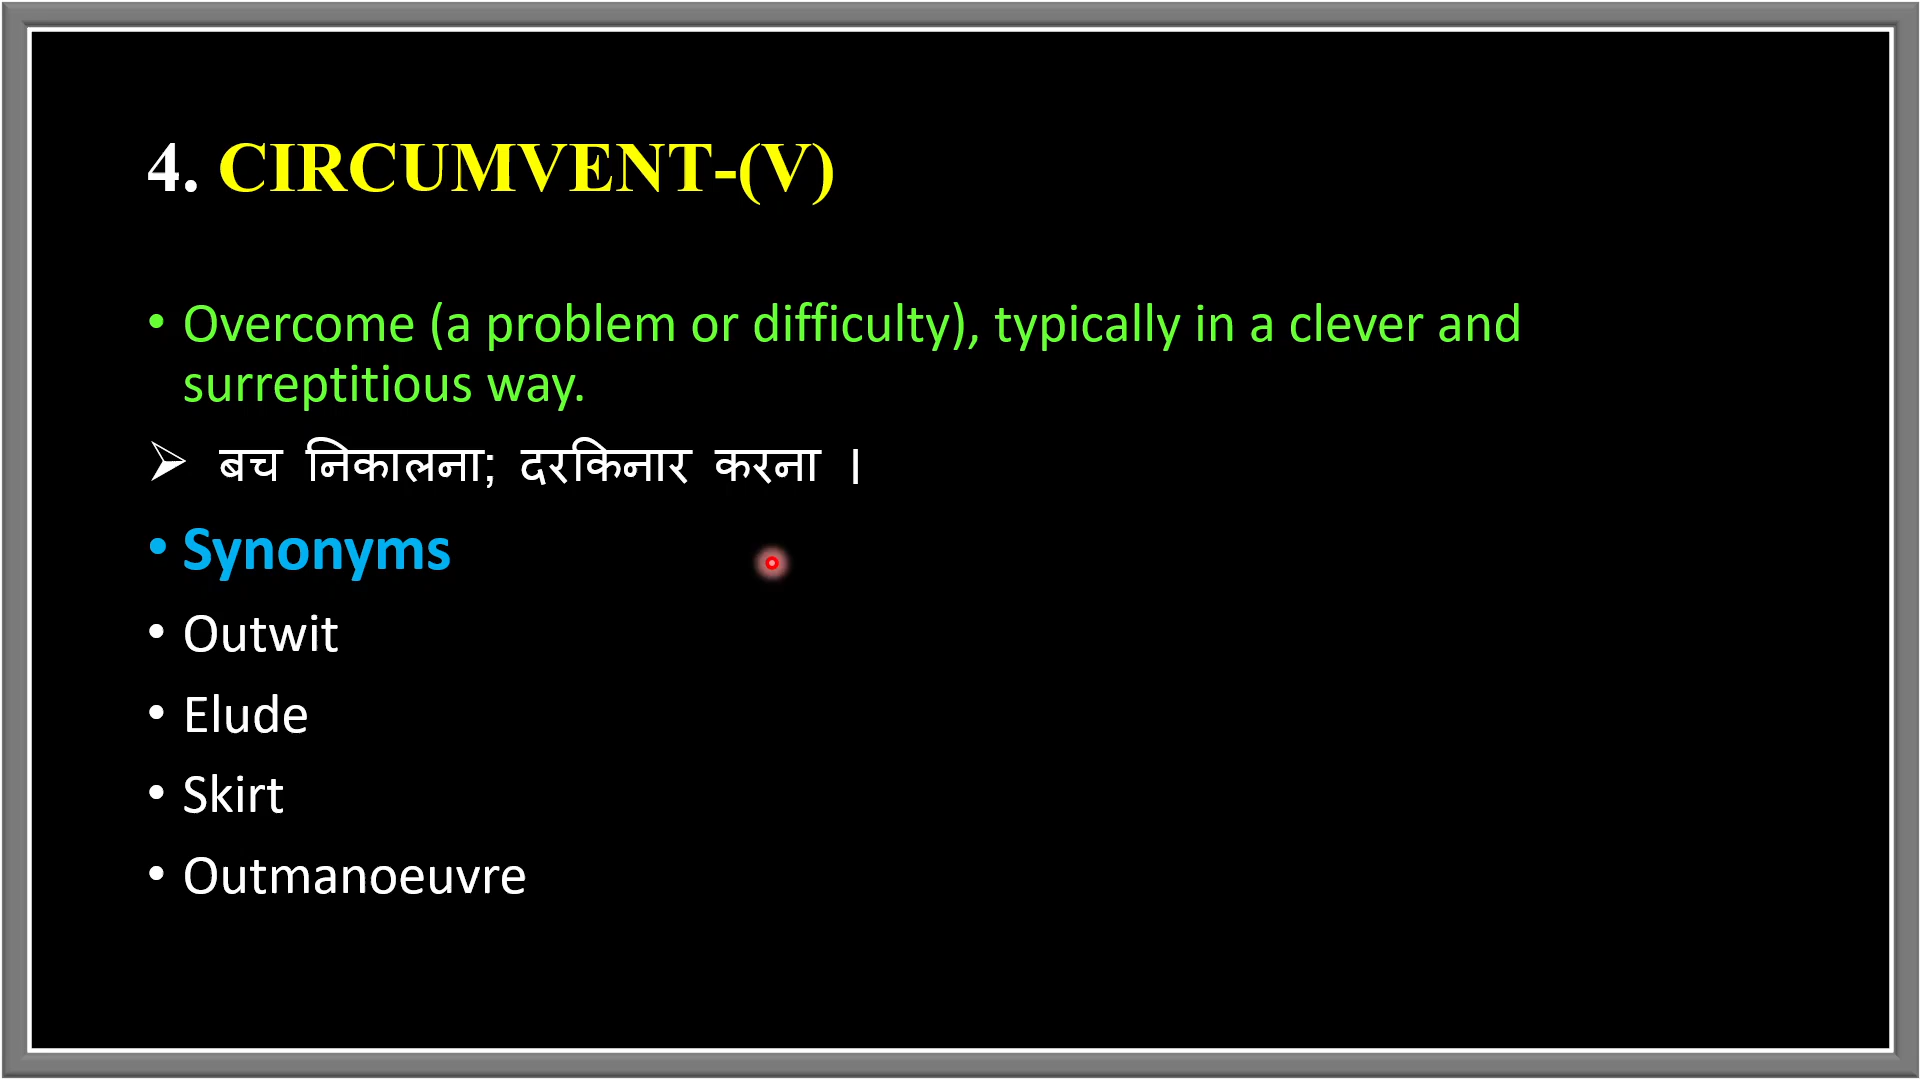 4. CIRCUMVENT-(V)
• Overcome (a problem or difficulty), typically in a clever and
surreptitious way.
➢ बच निकालना; दरकिनार करना ।
• Synonyms
• Outwit
• Elude
• Skirt
• Outmanoeuvre